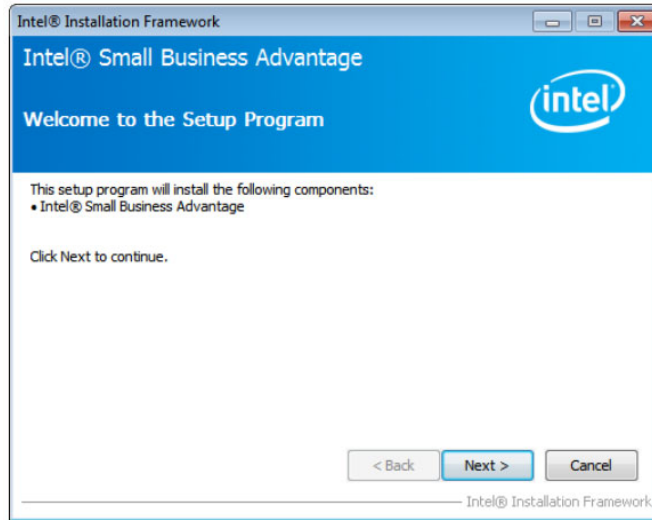 Intel® Installation Framework
Intel® Small Business Advantage
Welcome to the Setup Program
intel
This setup program will install the following components:
• Intel® Small Business Advantage
Click Next to continue.
< Back Next > Cancel
Intel® Installation Framework